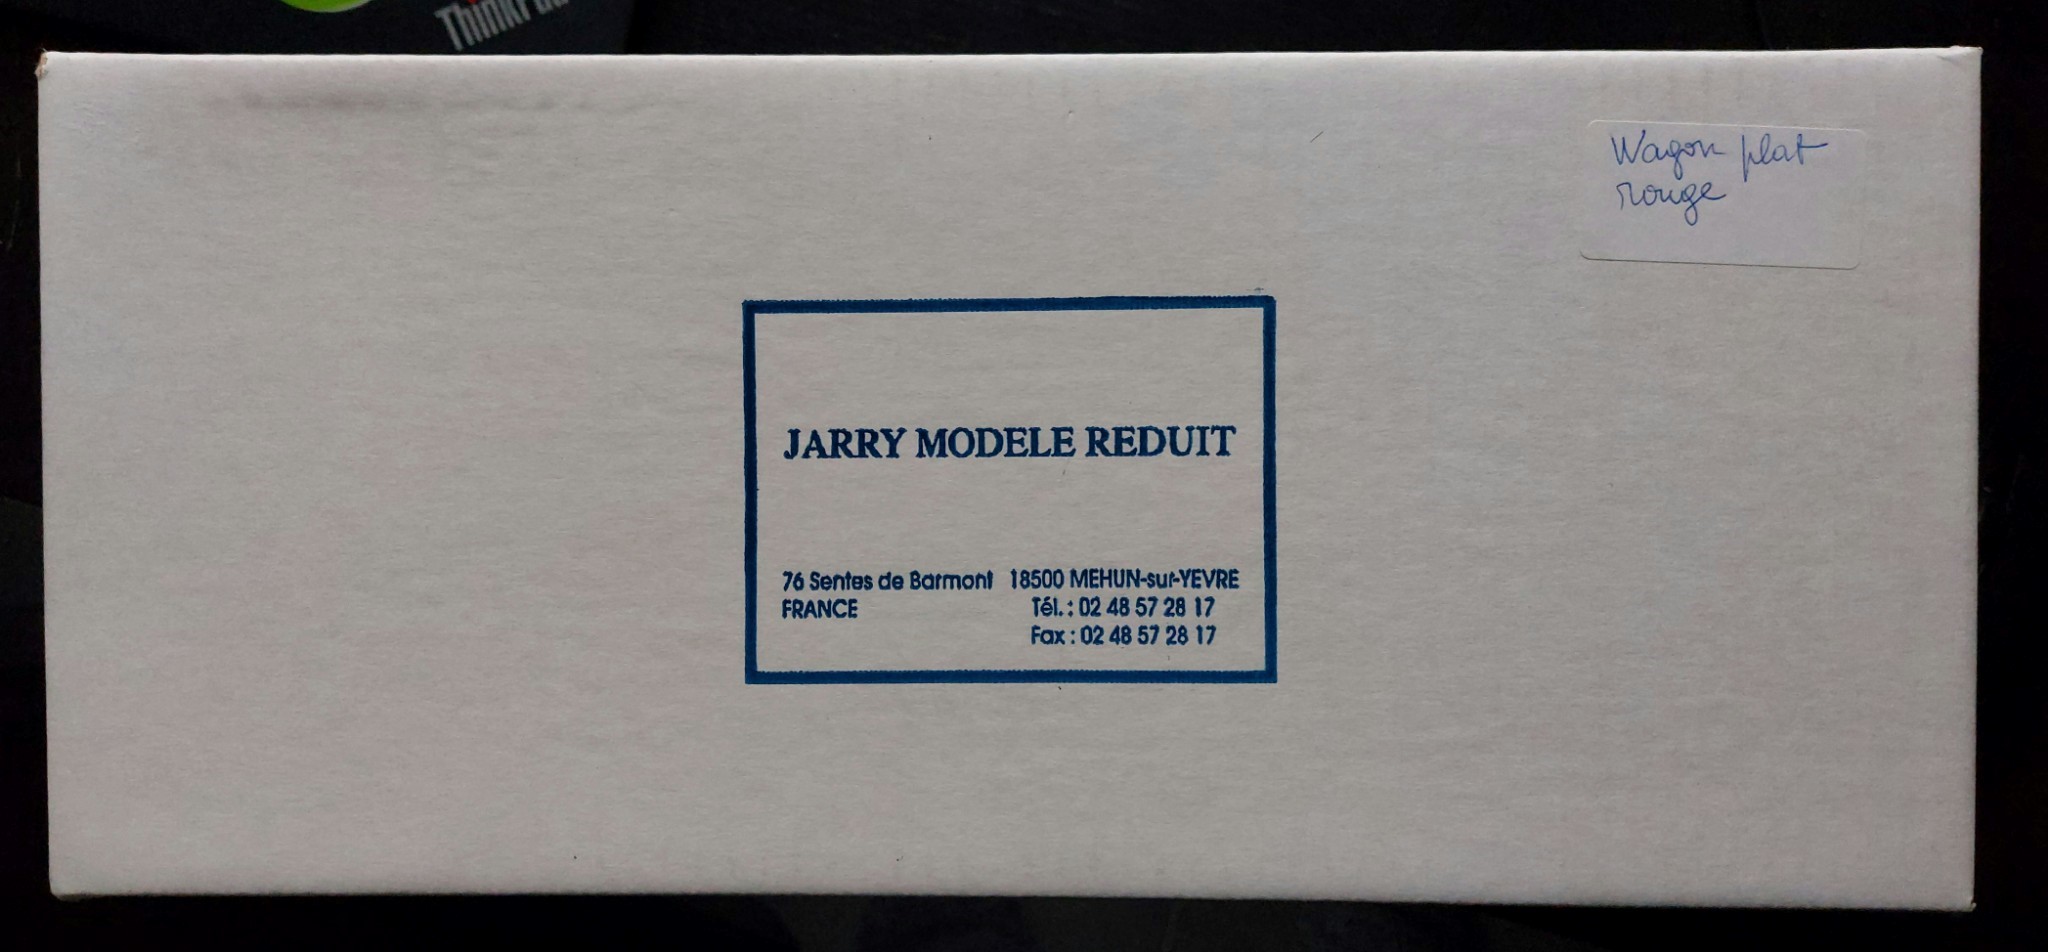 Wagon plat
rouge
JARRY MODELE REDUIT
76 Sentes de Barmont 18500 MEHUN-sur-YEVRE
FRANCE Tél. : 02 48 57 28 17
Fax : 02 48 57 28 17